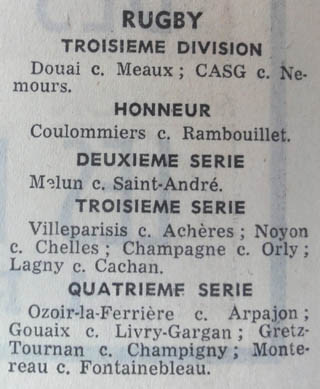 RUGBY
TROISIEME DIVISION
Douai c. Meaux ; CASG c. Ne-
mours.
HONNEUR
Coulommiers c. Rambouillet.
DEUXIEME SERIE
Melun c. Saint-André.
TROISIEME SERIE
Villeparisis c. Achères ; Noyon
c. Chelles ; Champagne c. Orly ;
Lagny c. Cachan.
QUATRIEME SERIE
Ozoir-la-Ferrière c. Arpajon ;
Gouaix c. Livry-Gargan ; Gretz-
Tournan c. Champigny ; Monte-
reau c. Fontainebleau.